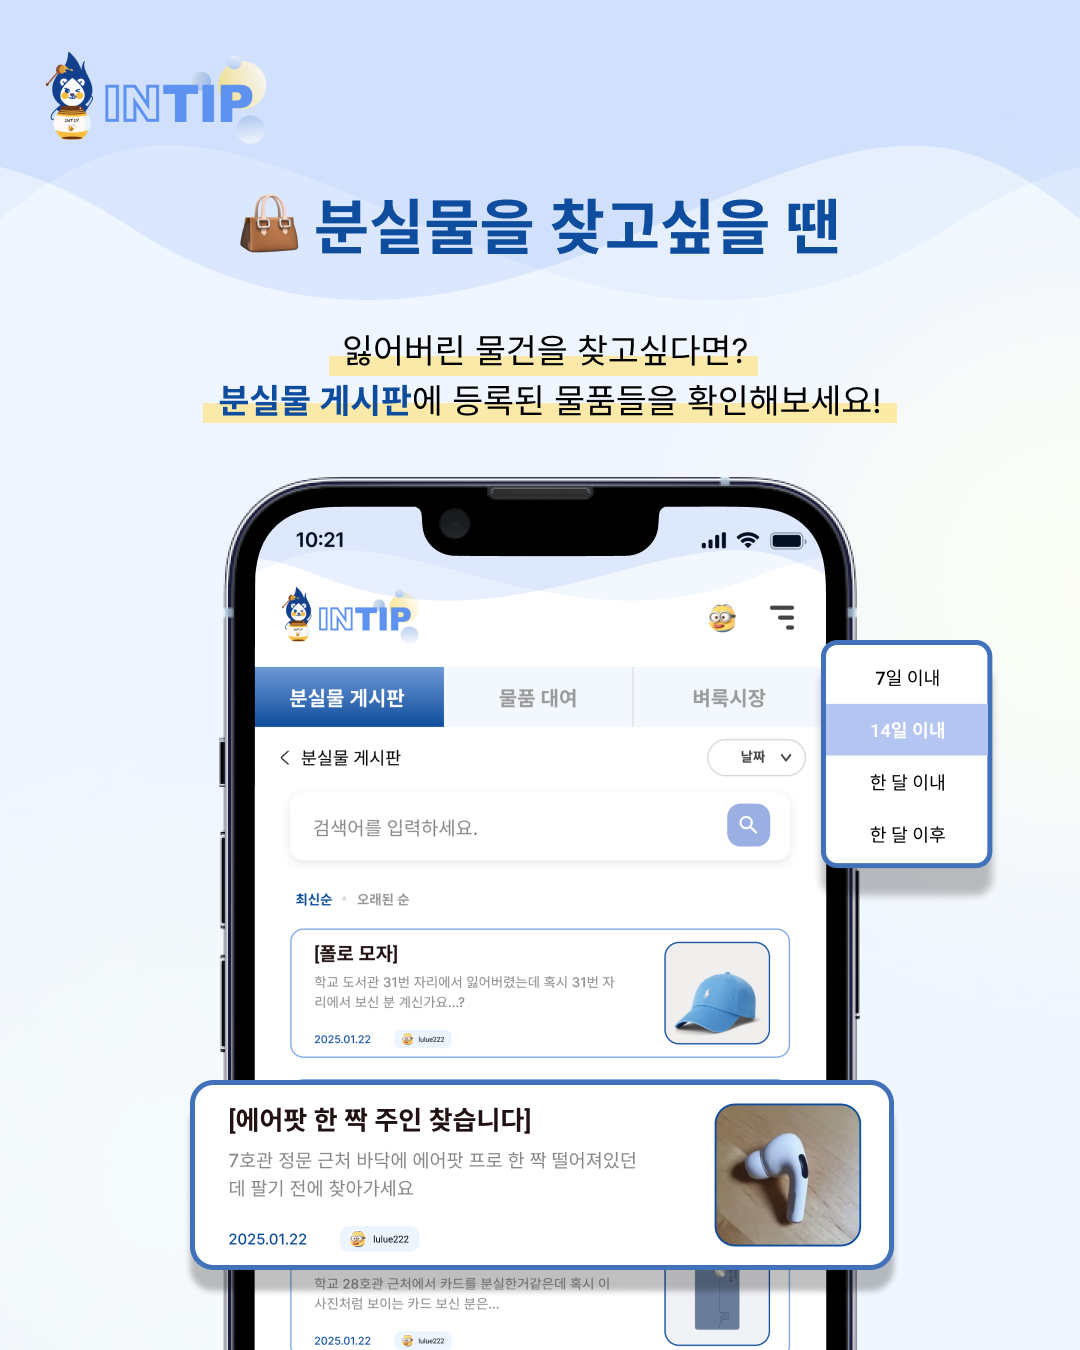 INTIP
분실물을 찾고싶을 땐
잃어버린 물건을 찾고싶다면?
분실물 게시판에 등록된 물품들을 확인해보세요!
10:21
INTIP
분실물 게시판
물품 대여
벼룩시장
분실물 게시판
날짜
7일 이내
14일 이내
한 달 이내
한 달 이후
검색어를 입력하세요.
최신순
오래된 순
[폴로 모자]
학교 도서관 31번 자리에서 잃어버렸는데 혹시 31번 자
리에서 보신 분 계신가요...?
2025.01.22
lulue222
[에어팟 한 짝 주인 찾습니다]
7호관 정문 근처 바닥에 에어팟 프로 한 짝 떨어져있던
데 팔기 전에 찾아가세요
2025.01.22
lulue222
학교 28호관 근처에서 카드를 분실한거같은데 혹시 이
사진처럼 보이는 카드 보신 분은...
2025.01.22
lulue222